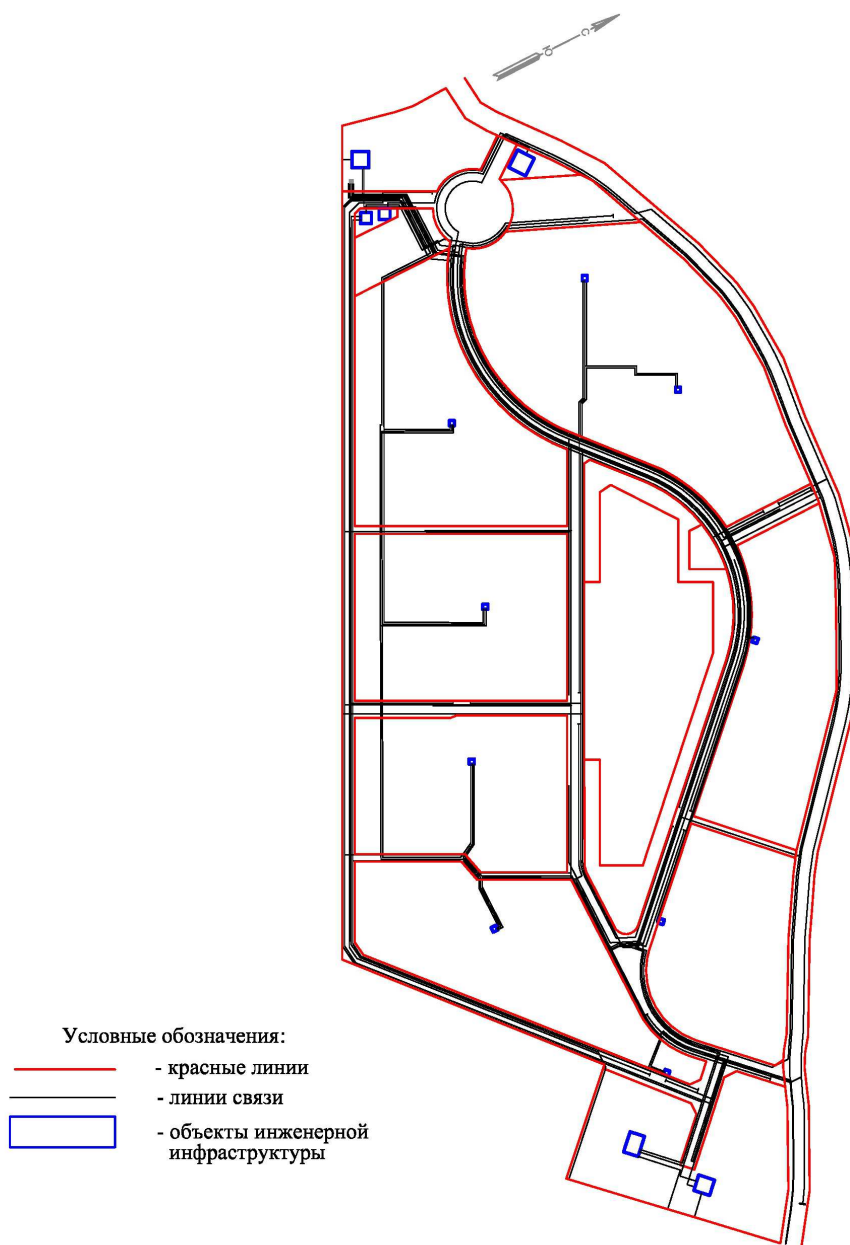 С
Ю
Условные обозначения:
- красные линии
- линии связи
- объекты инженерной
инфраструктуры